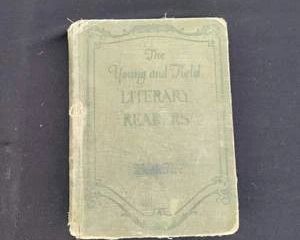 The
Young and Field
LITERARY
READERS